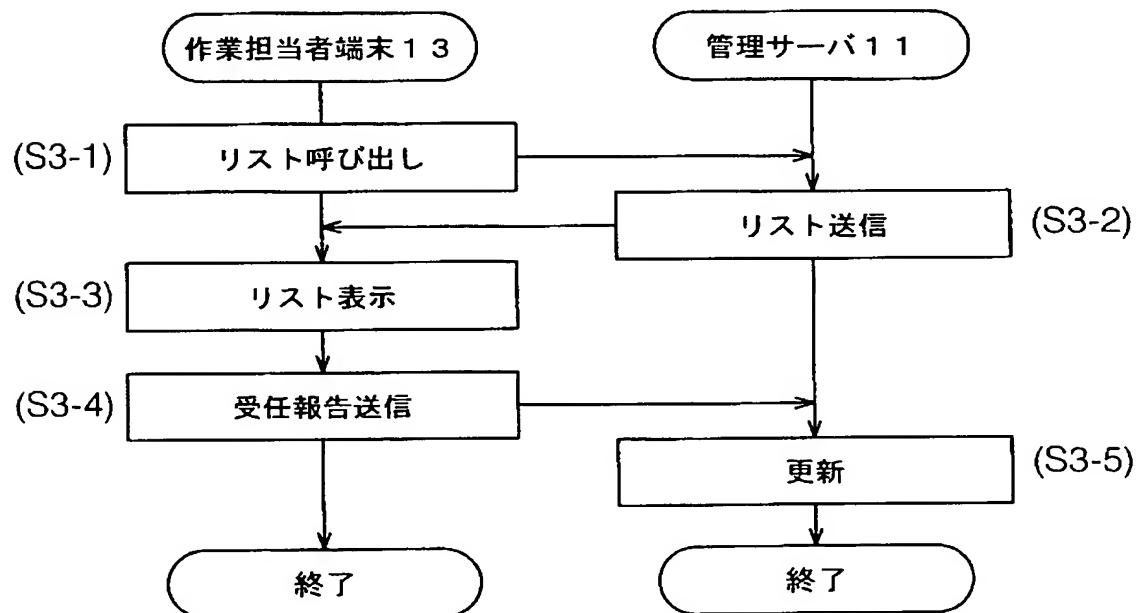 作業担当者端末１３
管理サーバ１１
(S3-1)
リスト呼び出し
リスト送信
(S3-2)
(S3-3)
リスト表示
(S3-4)
受任報告送信
更新
(S3-5)
終了
終了